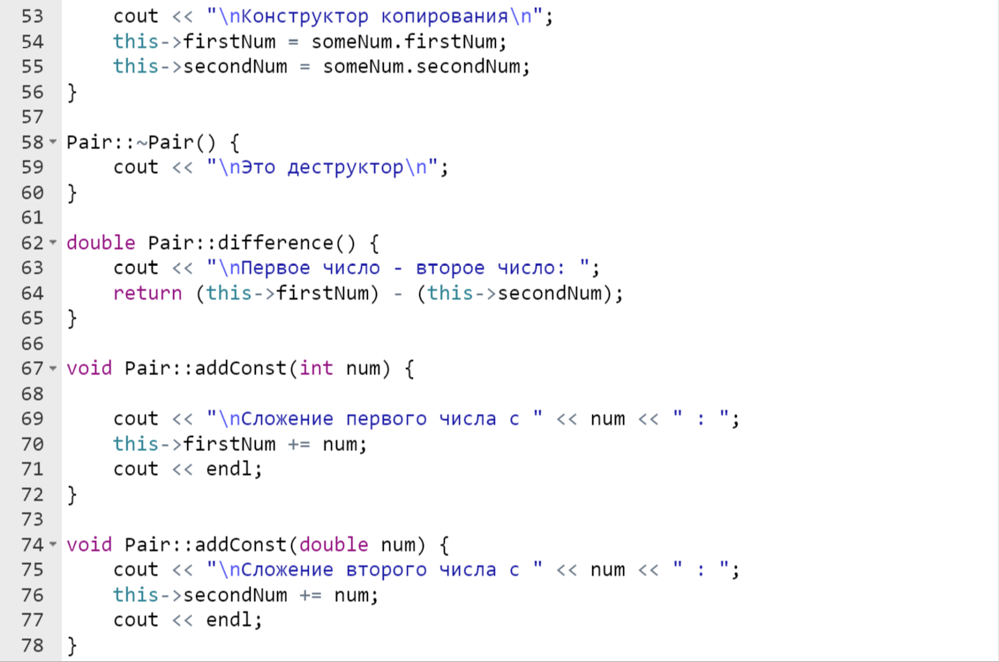 53 cout << "\nКонструктор копирования\n";
54 this->firstNum = someNum.firstNum;
55 this->secondNum = someNum.secondNum;
56 }
57
58 Pair::~Pair() {
59 cout << "\nЭто деструктор\n";
60 }
61
62 double Pair::difference() {
63 cout << "\nПервое число - второе число: ";
64 return (this->firstNum) - (this->secondNum);
65 }
66
67 void Pair::addConst(int num) {
68
69 cout << "\nСложение первого числа с " << num << " : ";
70 this->firstNum += num;
71 cout << endl;
72 }
73
74 void Pair::addConst(double num) {
75 cout << "\nСложение второго числа с " << num << " : ";
76 this->secondNum += num;
77 cout << endl;
78 }